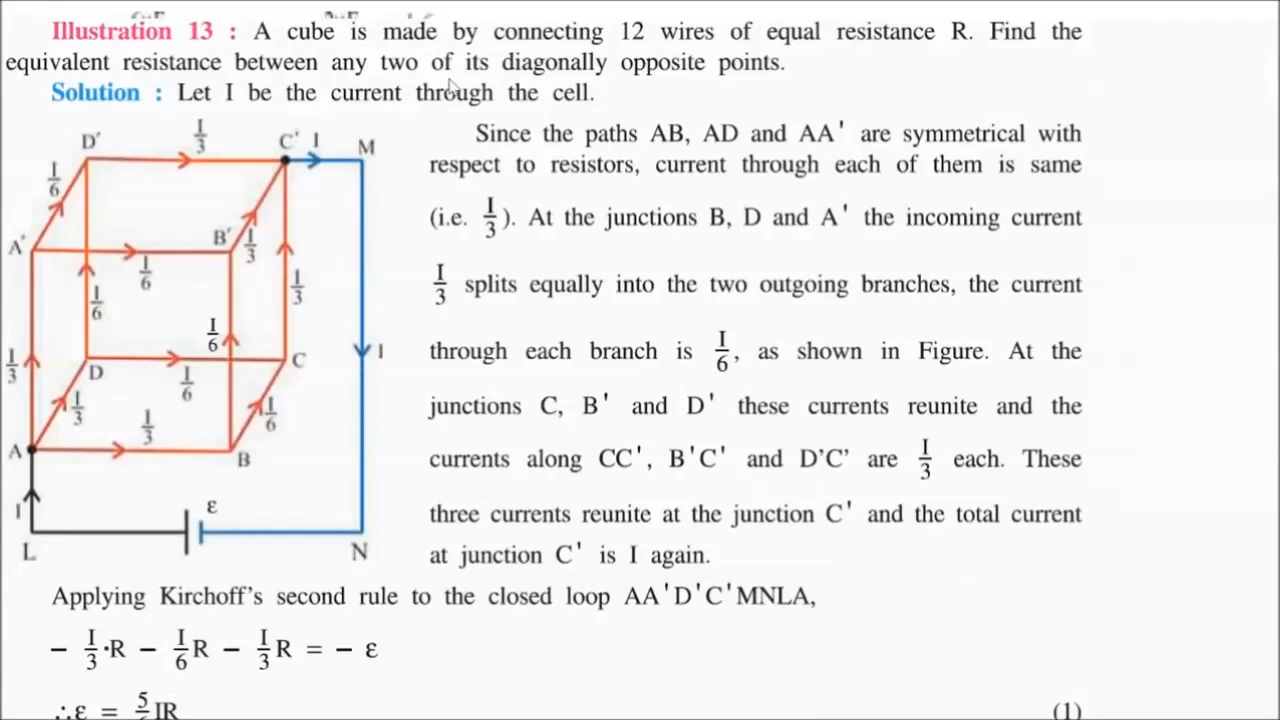 Illustration 13 : A cube is made by connecting 12 wires of equal resistance R. Find the
equivalent resistance between any two of its diagonally opposite points.
Solution : Let I be the current through the cell.
D' I/3 C' I M
I/6
A' B' I/3
I/6
I/6 I/3
I/6 I
I/3 D I/6 C
I/3 I/3 I/6
A B
I ε
L N
Since the paths AB, AD and AA' are symmetrical with
respect to resistors, current through each of them is same
(i.e. I/3). At the junctions B, D and A' the incoming current
I/3 splits equally into the two outgoing branches, the current
through each branch is I/6, as shown in Figure. At the
junctions C, B' and D' these currents reunite and the
currents along CC', B'C' and D'C' are I/3 each. These
three currents reunite at the junction C' and the total current
at junction C' is I again.
Applying Kirchoff's second rule to the closed loop AA'D'C'MNLA,
– I/3·R – I/6R – I/3R = – ε
∴ε = 5 IR (1)